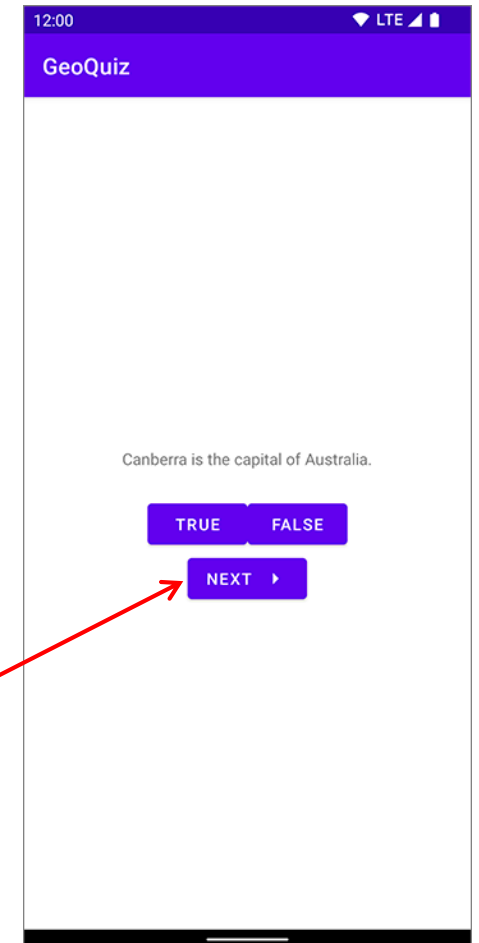 12:00 LTE
GeoQuiz
Canberra is the capital of Australia.
TRUE FALSE
NEXT